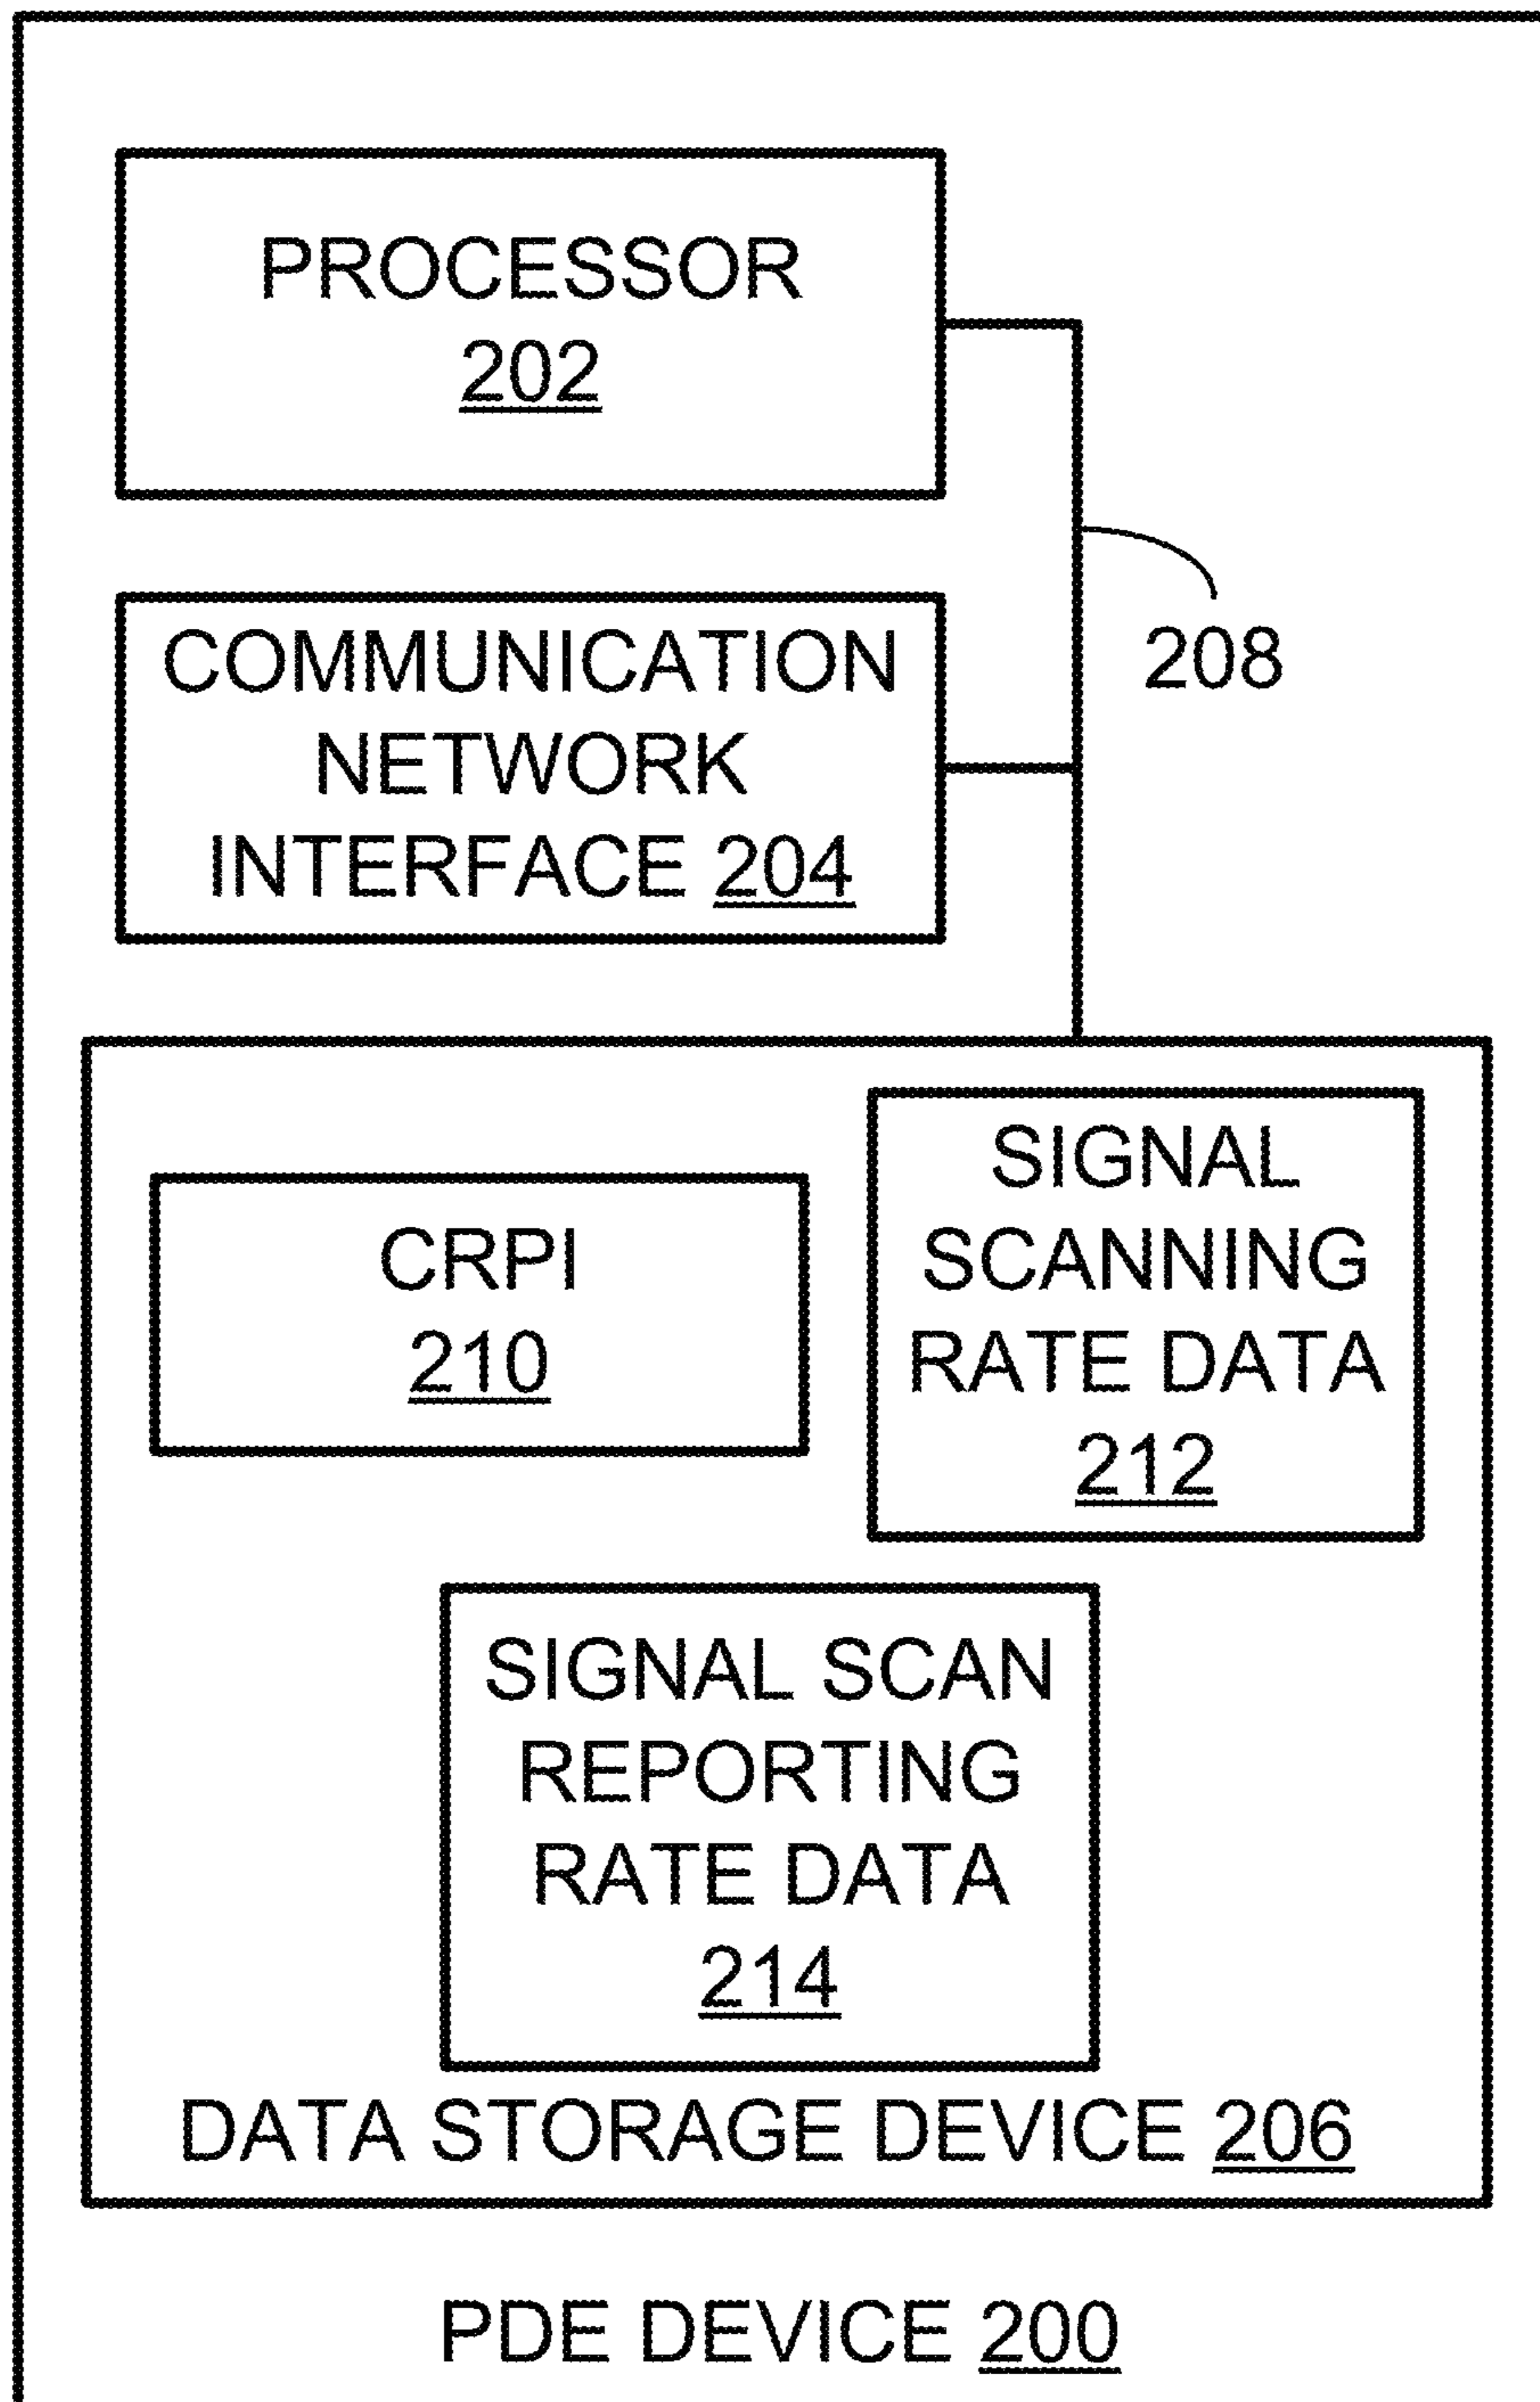 PROCESSOR
202
COMMUNICATION
NETWORK
INTERFACE 204
208
CRPI
210
SIGNAL
SCANNING
RATE DATA
212
SIGNAL SCAN
REPORTING
RATE DATA
214
DATA STORAGE DEVICE 206
PDE DEVICE 200